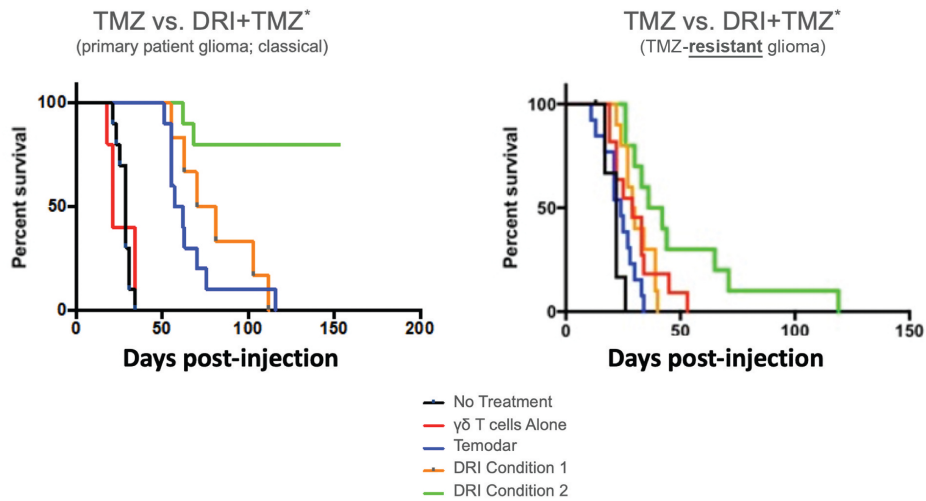 TMZ vs. DRI+TMZ*
(primary patient glioma; classical)
TMZ vs. DRI+TMZ*
(TMZ-resistant glioma)
Percent survival
100
50
0
0 50 100 150 200
Days post-injection
Percent survival
100
50
0
0 50 100 150
Days post-injection
No Treatment
γδ T cells Alone
Temodar
DRI Condition 1
DRI Condition 2